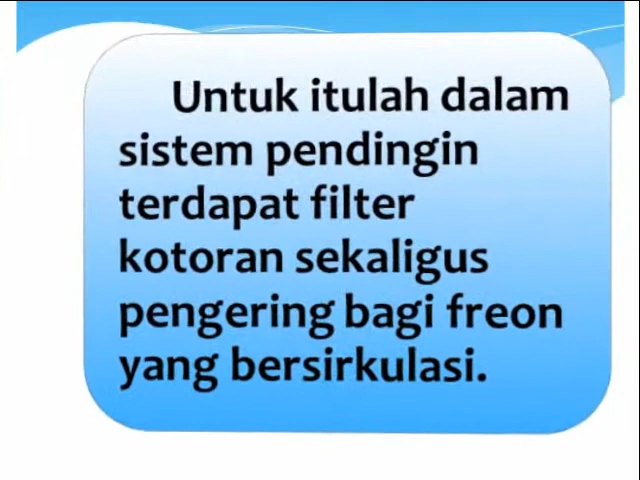 Untuk itulah dalam
sistem pendingin
terdapat filter
kotoran sekaligus
pengering bagi freon
yang bersirkulasi.